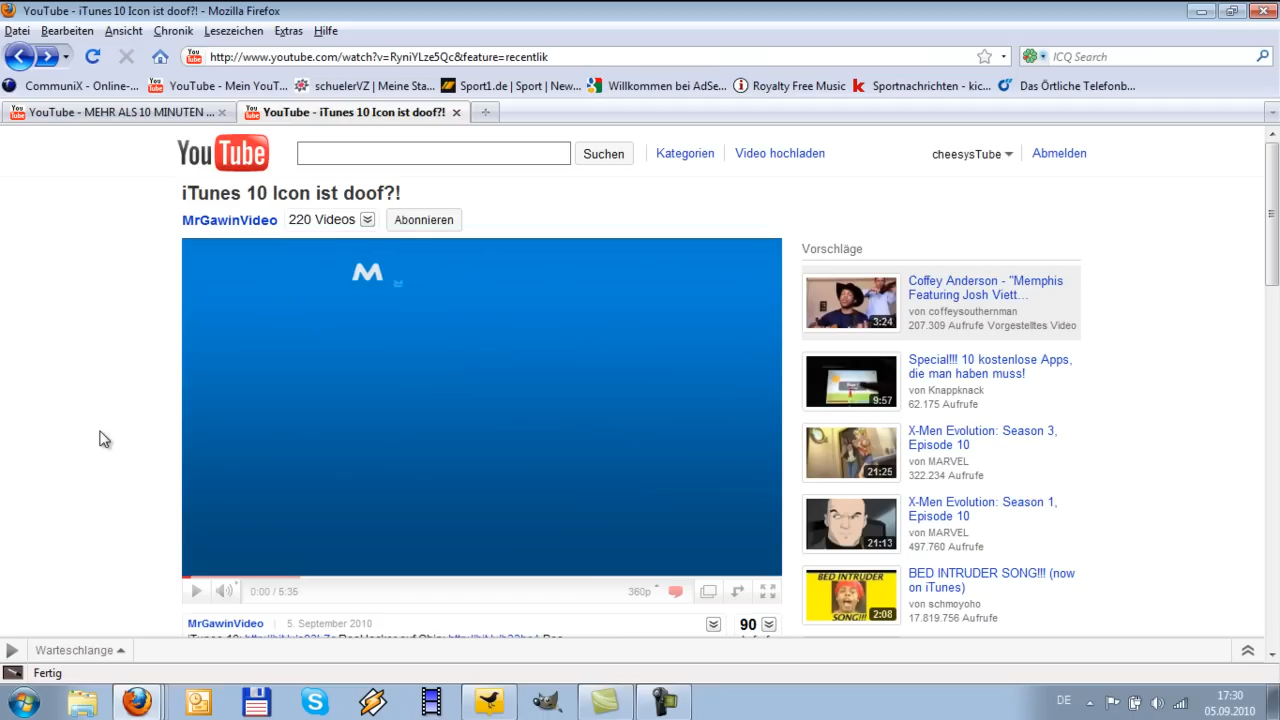 YouTube - iTunes 10 Icon ist doof?! - Mozilla Firefox
Datei Bearbeiten Ansicht Chronik Lesezeichen Extras Hilfe
http://www.youtube.com/watch?v=RyniYLze5Qc&feature=recentlik
ICQ Search
CommuniX - Online-... YouTube - Mein YouT... schuelerVZ | Meine Sta... Sport1.de | Sport | New... Willkommen bei AdSe... Royalty Free Music Sportnachrichten - kic... Das Örtliche Telefonb...
YouTube - MEHR ALS 10 MINUTEN ... YouTube - iTunes 10 Icon ist doof?!
YouTube Suchen Kategorien Video hochladen cheesysTube Abmelden
iTunes 10 Icon ist doof?!
MrGawinVideo 220 Videos Abonnieren
M
Vorschläge
Coffey Anderson - "Memphis
Featuring Josh Viett...
von coffeysouthernman
207.309 Aufrufe Vorgestelltes Video
3:24
Special!!! 10 kostenlose Apps,
die man haben muss!
von Knappknack
62.175 Aufrufe
9:57
X-Men Evolution: Season 3,
Episode 10
von MARVEL
322.234 Aufrufe
21:25
X-Men Evolution: Season 1,
Episode 10
von MARVEL
497.760 Aufrufe
21:13
BED INTRUDER SONG!!! (now
on iTunes)
von schmoyoho
17.819.756 Aufrufe
BED INTRUDER
SONG!!!
2:08
0:00 / 5:35 360p
MrGawinVideo 5. September 2010 90
Warteschlange
Fertig
DE 17:30
05.09.2010